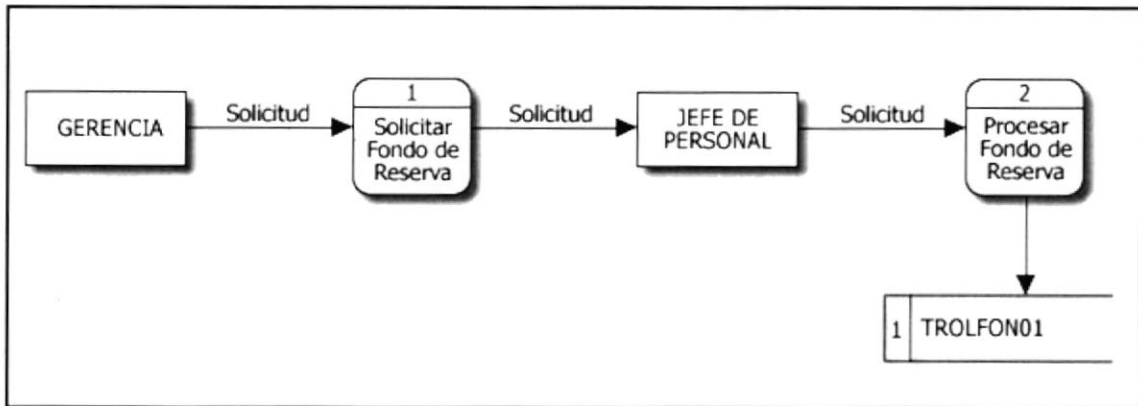 GERENCIA
Solicitud
1
Solicitar
Fondo de
Reserva
Solicitud
JEFE DE
PERSONAL
Solicitud
2
Procesar
Fondo de
Reserva
1 TROLFON01